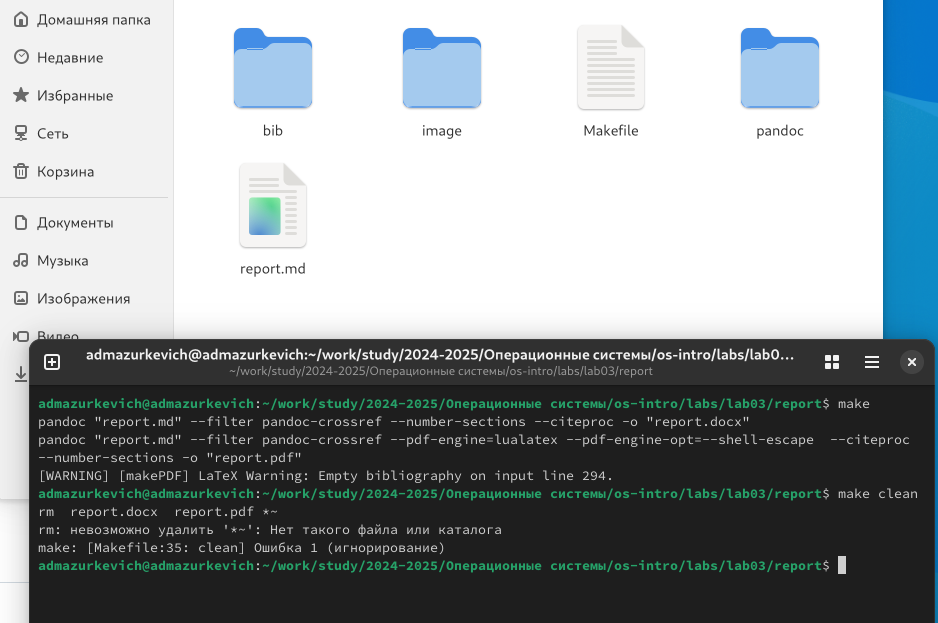 Домашняя папка
Недавние
Избранные
Сеть
Корзина
Документы
Музыка
Изображения
Видео
bib
image
Makefile
pandoc
report.md
admazurkevich@admazurkevich:~/work/study/2024-2025/Операционные системы/os-intro/labs/lab0…
~/work/study/2024-2025/Операционные системы/os-intro/labs/lab03/report
admazurkevich@admazurkevich:~/work/study/2024-2025/Операционные системы/os-intro/labs/lab03/report$ make
pandoc "report.md" --filter pandoc-crossref --number-sections --citeproc -o "report.docx"
pandoc "report.md" --filter pandoc-crossref --pdf-engine=lualatex --pdf-engine-opt=--shell-escape  --citeproc
--number-sections -o "report.pdf"
[WARNING] [makePDF] LaTeX Warning: Empty bibliography on input line 294.
admazurkevich@admazurkevich:~/work/study/2024-2025/Операционные системы/os-intro/labs/lab03/report$ make clean
rm  report.docx  report.pdf *~
rm: невозможно удалить '*~': Нет такого файла или каталога
make: [Makefile:35: clean] Ошибка 1 (игнорирование)
admazurkevich@admazurkevich:~/work/study/2024-2025/Операционные системы/os-intro/labs/lab03/report$